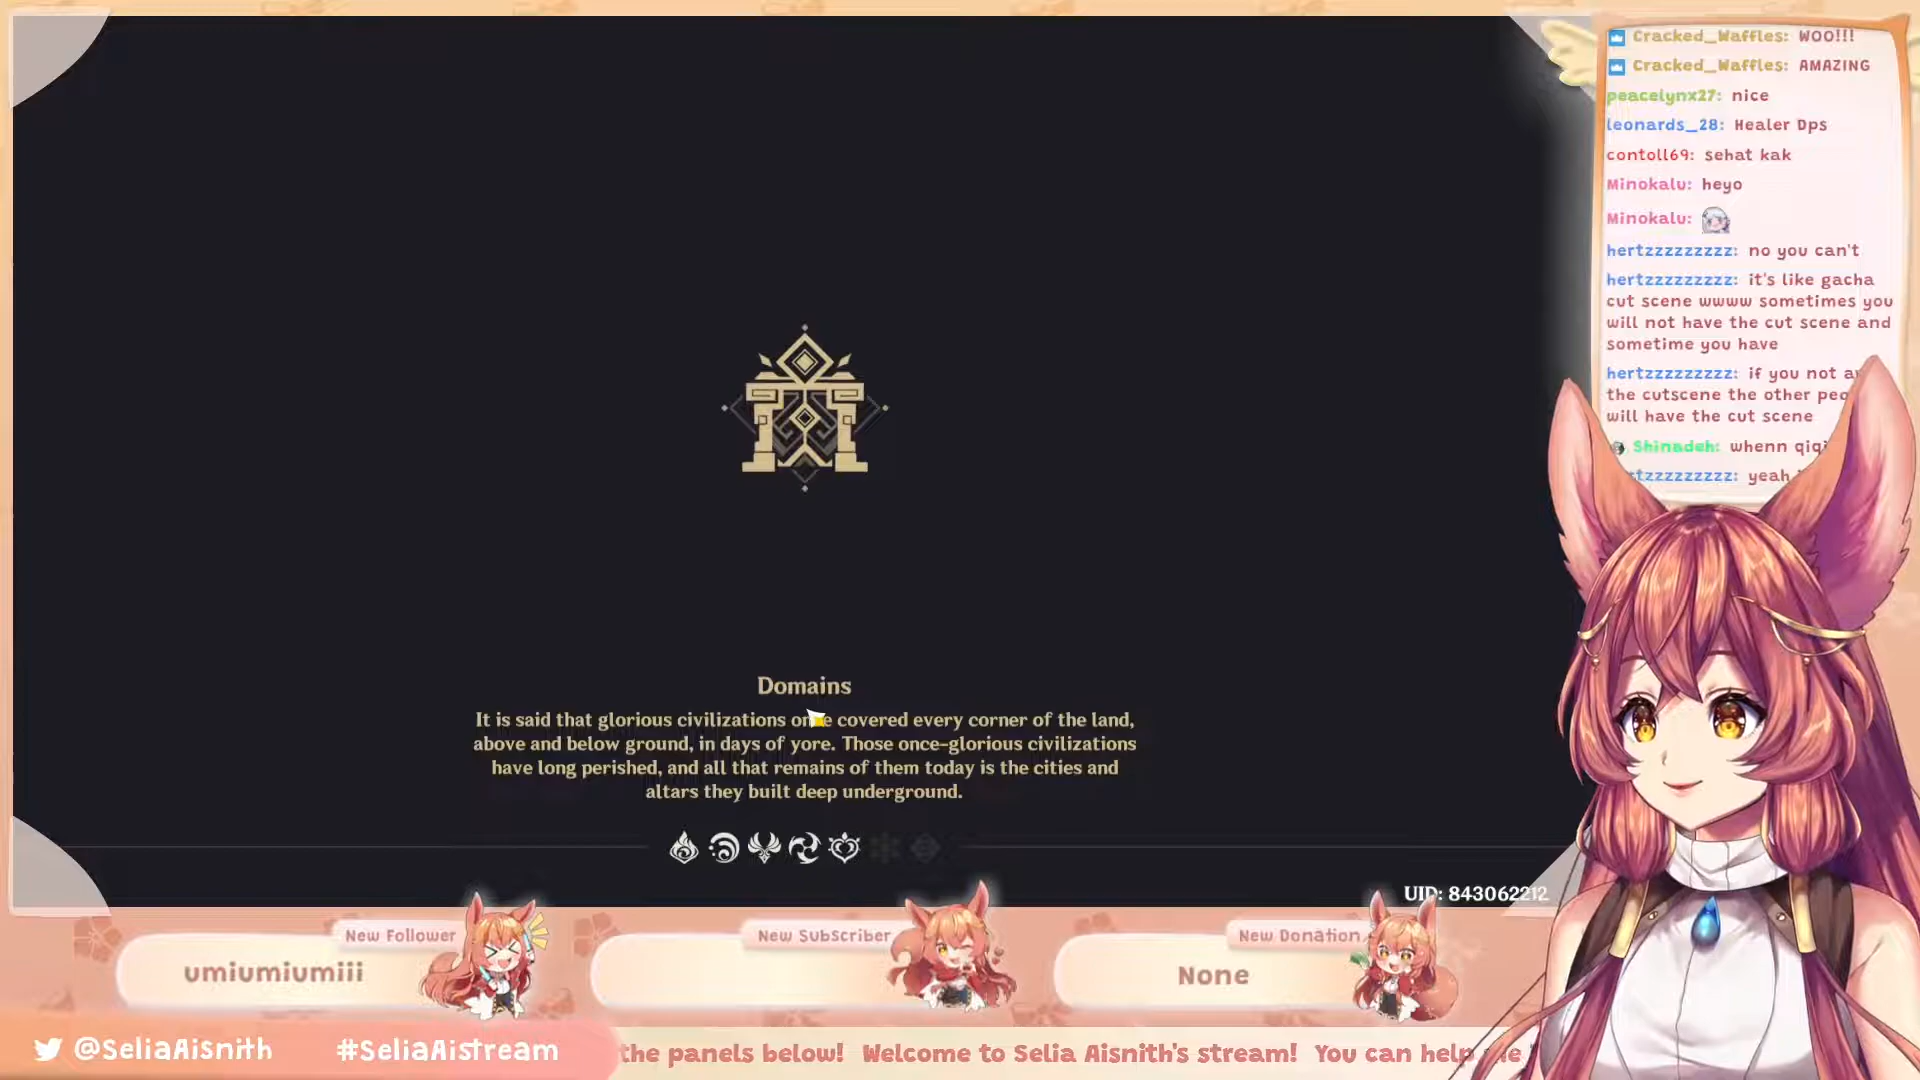 Cracked_Waffles: WOO!!!
Cracked_Waffles: AMAZING
peacelynx27: nice
leonards_28: Healer Dps
contoll69: sehat kak
Minokalu: heyo
Minokalu:
hertzzzzzzzzz: no you can't
hertzzzzzzzzz: it's like gacha
cut scene wwww sometimes you
will not have the cut scene and
sometime you have
hertzzzzzzzzz: if you not
the cutscene the other
will have the cut scene
Shinadeh: whenn qiqi
yeah
Domains
It is said that glorious civilizations once covered every corner of the land,
above and below ground, in days of yore. Those once-glorious civilizations
have long perished, and all that remains of them today is the cities and
altars they built deep underground.
UID: 843062212
New Follower
umiumiumiii
New Subscriber
New Donation
None
@SeliaAisnith
#SeliaAistream
the panels below! Welcome to Selia Aisnith's stream! You can help